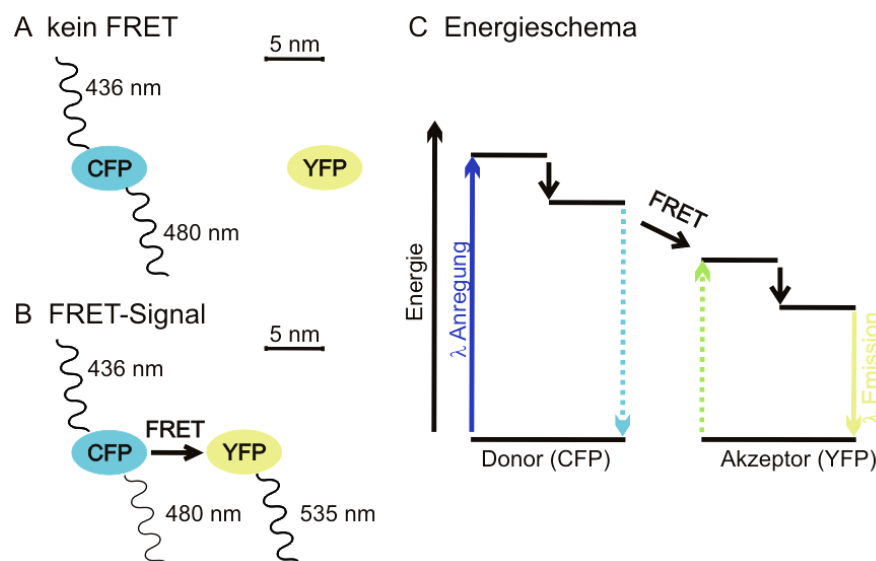 A kein FRET
5 nm
436 nm
CFP
YFP
480 nm
B FRET-Signal
5 nm
436 nm
FRET
CFP
YFP
480 nm
535 nm
C Energieschema
Energie
λ Anregung
FRET
λ Emission
Donor (CFP)
Akzeptor (YFP)